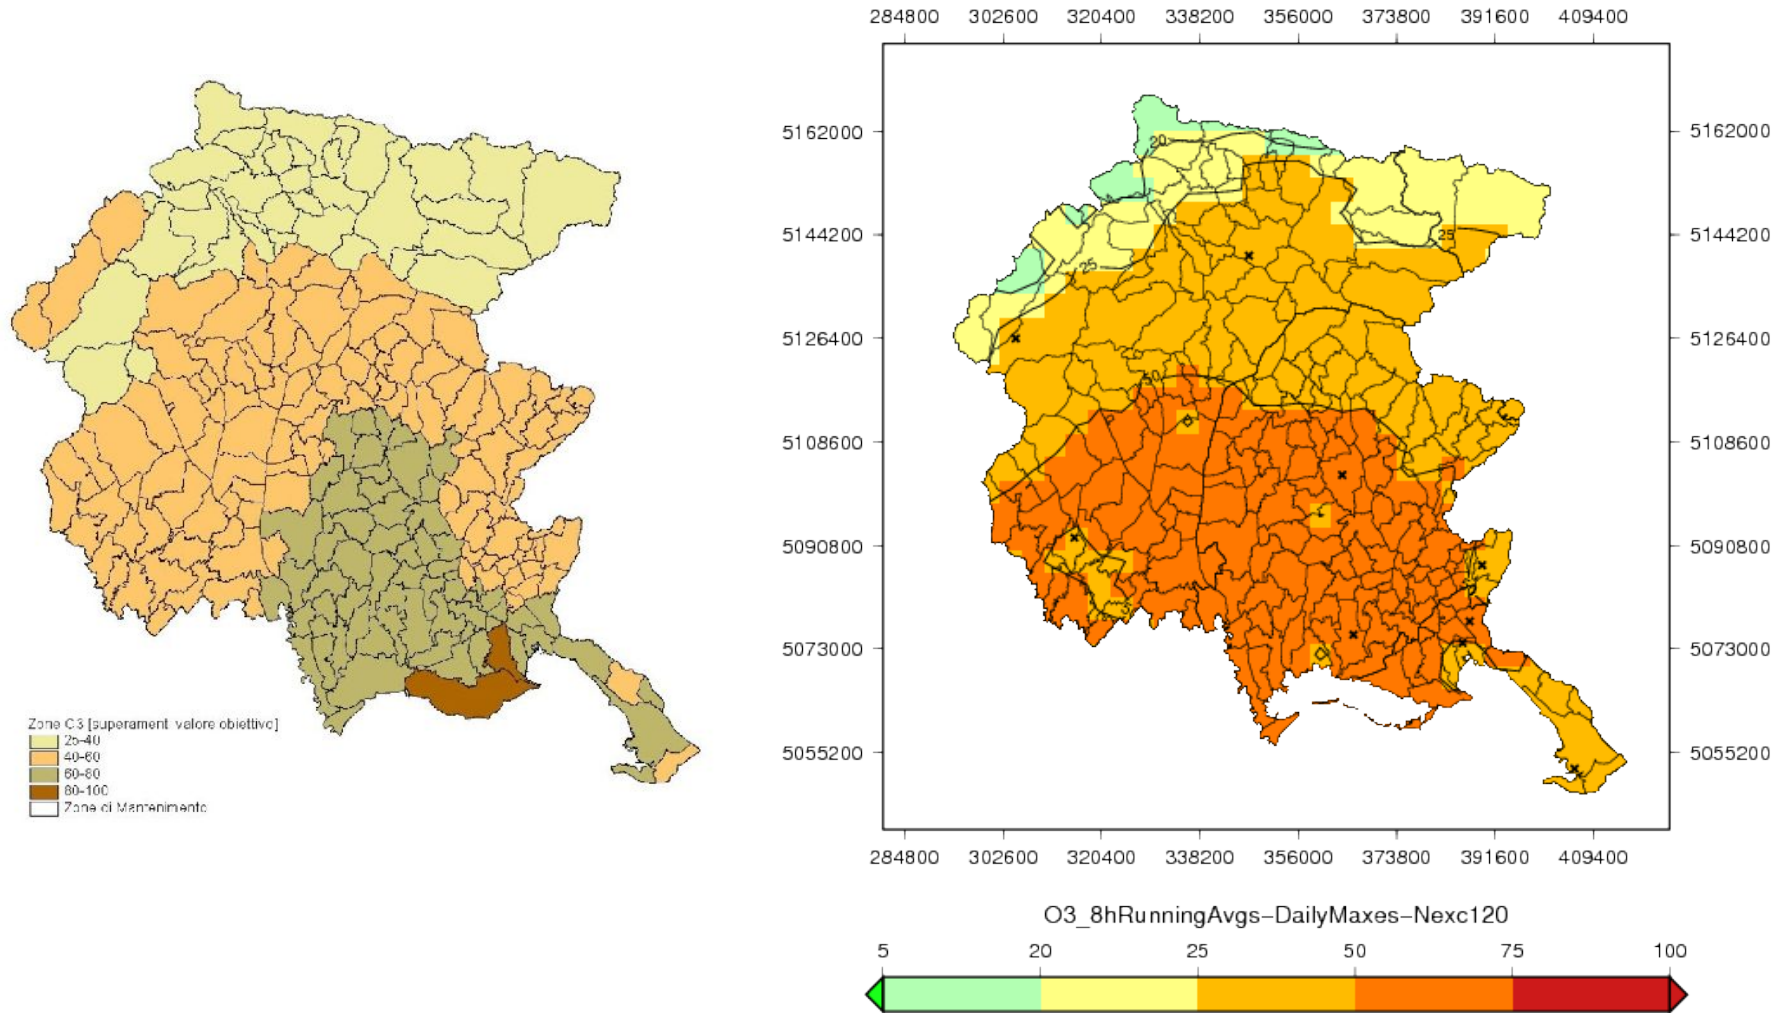 284800 302600 320400 338200 356000 373800 391600 409400
5162000 5162000
20
5144200 5144200
25
25
5126400 5126400
50
5108600 5108600
5090800 5090800
5073000 5073000
5055200 5055200
Zone C3 [superamenti valore obiettivo]
25-40
40-60
60-80
80-100
Zone di Mantenimento
284800 302600 320400 338200 356000 373800 391600 409400
O3_8hRunningAvgs-DailyMaxes-Nexc120
5 20 25 50 75 100